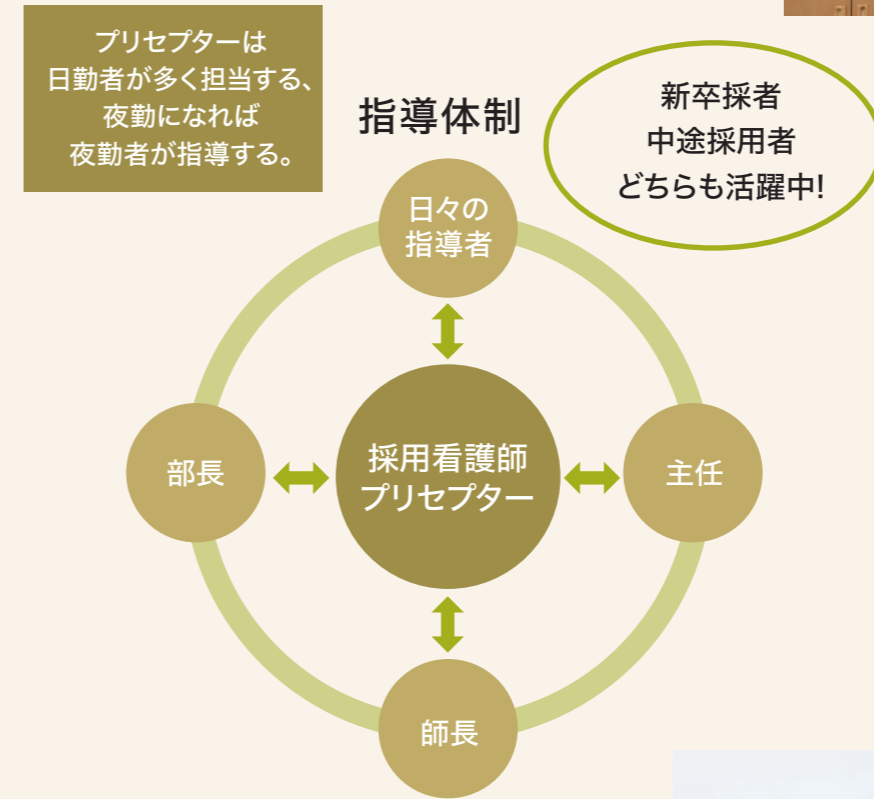 プリセプターは
日勤者が多く担当する、
夜勤になれば
夜勤者が指導する。
指導体制
新卒採者
中途採用者
どちらも活躍中!
日々の
指導者
部長
採用看護師
プリセプター
主任
師長